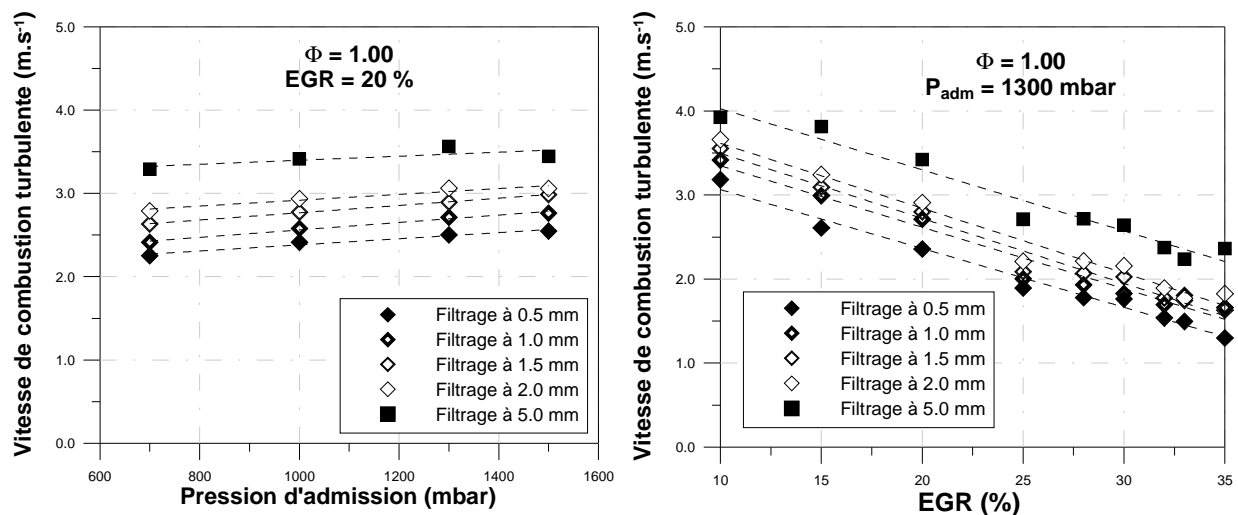 Vitesse de combustion turbulente (m.s⁻¹)
5.0
4.0
3.0
2.0
1.0
0.0
Φ = 1.00
EGR = 20 %
Filtrage à 0.5 mm
Filtrage à 1.0 mm
Filtrage à 1.5 mm
Filtrage à 2.0 mm
Filtrage à 5.0 mm
600 800 1000 1200 1400 1600
Pression d'admission (mbar)
Vitesse de combustion turbulente (m.s⁻¹)
5.0
4.0
3.0
2.0
1.0
0.0
Φ = 1.00
Padm = 1300 mbar
Filtrage à 0.5 mm
Filtrage à 1.0 mm
Filtrage à 1.5 mm
Filtrage à 2.0 mm
Filtrage à 5.0 mm
10 15 20 25 30 35
EGR (%)